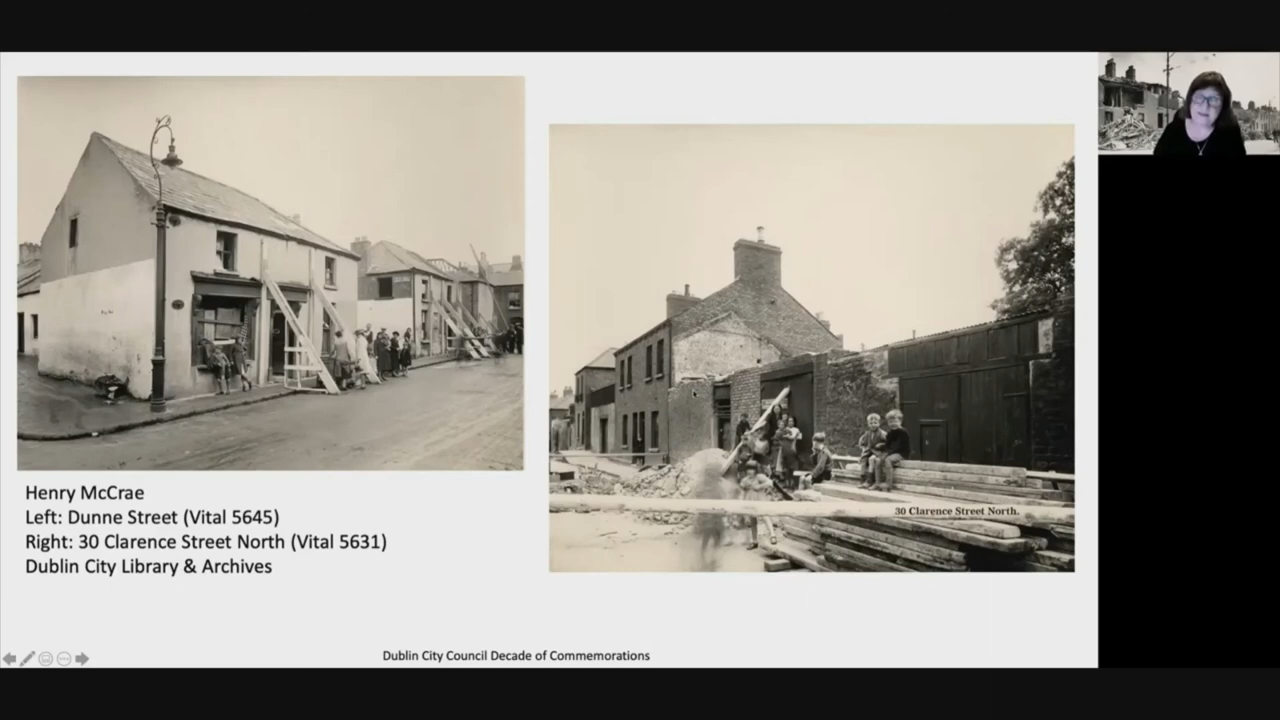 30 Clarence Street North.
Henry McCrae
Left: Dunne Street (Vital 5645)
Right: 30 Clarence Street North (Vital 5631)
Dublin City Library & Archives
Dublin City Council Decade of Commemorations